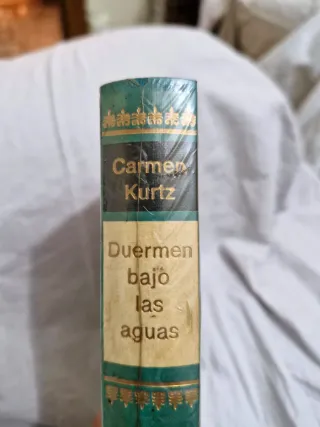 Carmen
Kurtz
Duermen
bajo
las
aguas